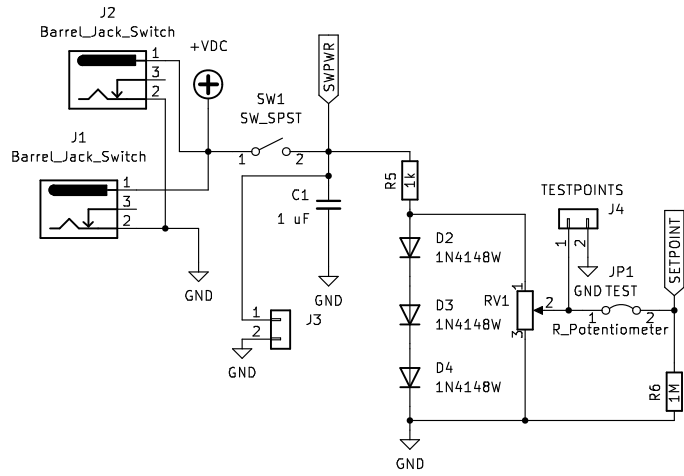 J2
Barrel_Jack_Switch
1
3
2
+VDC
J1
Barrel_Jack_Switch
1
3
2
GND
SW1
SW_SPST
1 2
SWPWR
C1
1 uF
GND
1
2
J3
GND
R5
1k
D2
1N4148W
D3
1N4148W
D4
1N4148W
GND
RV1
1
2
3
R_Potentiometer
TESTPOINTS
J4
1
2
GND
JP1
TEST
1 2
SETPOINT
R6
1M